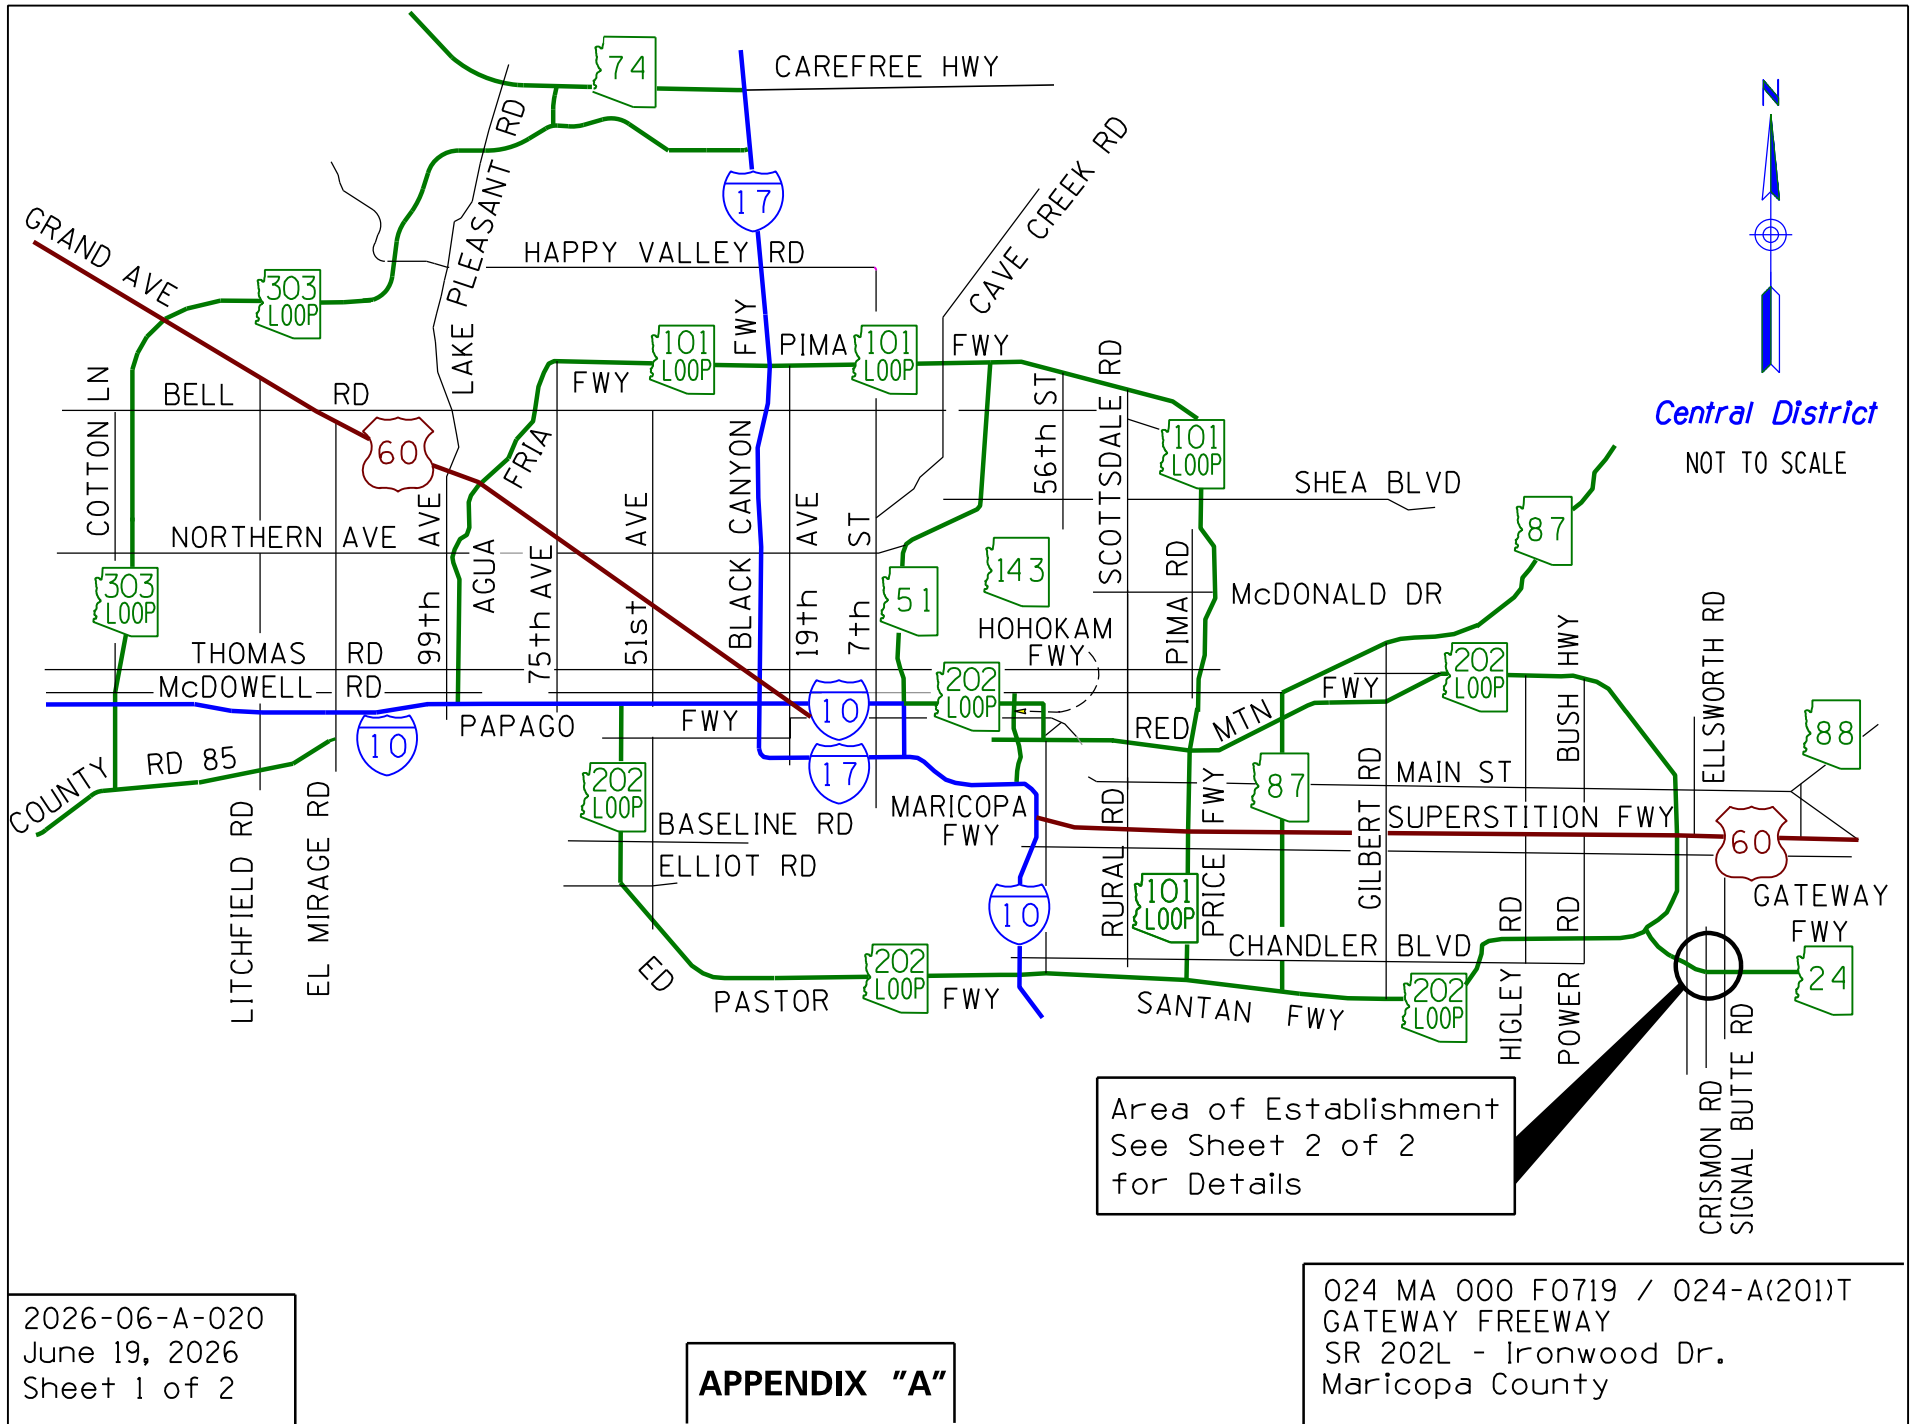 74
CAREFREE HWY
N
LAKE PLEASANT RD
CAVE CREEK RD
17
GRAND AVE
HAPPY VALLEY RD
303
LOOP
101
LOOP
FWY
PIMA
101
LOOP
FWY
FWY
BELL RD
COTTON LN
60
FRIA
56th ST
SCOTTSDALE RD
101
LOOP
Central District
NOT TO SCALE
SHEA BLVD
87
NORTHERN AVE
99th AVE
AGUA
75th AVE
51st AVE
BLACK CANYON
19th AVE
7th ST
51
143
PIMA RD
McDONALD DR
303
LOOP
HOHOKAM
FWY
THOMAS RD
McDOWELL RD
202
LOOP
202
LOOP
FWY
BUSH HWY
ELLSWORTH RD
10
PAPAGO FWY
10
RED MTN
88
COUNTY RD 85
17
202
LOOP
87
MAIN ST
GILBERT RD
SUPERSTITION FWY
60
MARICOPA
FWY
BASELINE RD
ELLIOT RD
LITCHFIELD RD
EL MIRAGE RD
RURAL RD
PRICE FWY
101
LOOP
10
GATEWAY
FWY
24
CHANDLER BLVD
HIGLEY RD
POWER RD
ED PASTOR FWY
202
LOOP
SANTAN FWY
202
LOOP
CRISMON RD
SIGNAL BUTTE RD
Area of Establishment
See Sheet 2 of 2
for Details
2026-06-A-020
June 19, 2026
Sheet 1 of 2
APPENDIX "A"
024 MA 000 F0719 / 024-A(201)T
GATEWAY FREEWAY
SR 202L - Ironwood Dr.
Maricopa County